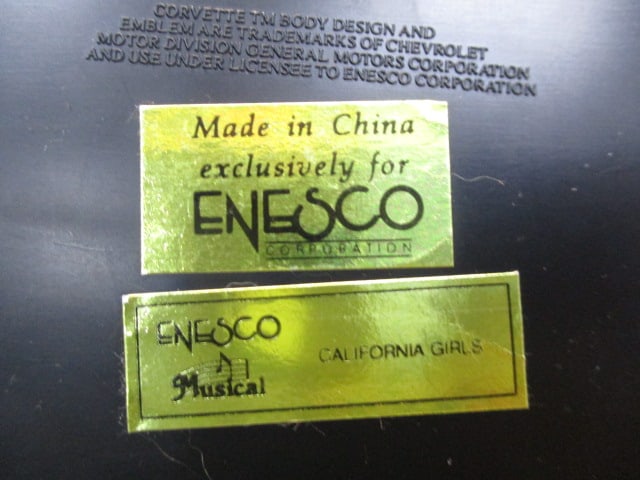 CORVETTE TM BODY DESIGN AND
EMBLEM ARE TRADEMARKS OF CHEVROLET
MOTOR DIVISION GENERAL MOTORS CORPORATION
AND USE UNDER LICENSEE TO ENESCO CORPORATION
Made in China
exclusively for
ENESCO
CORPORATION
ENESCO
Musical
CALIFORNIA GIRLS